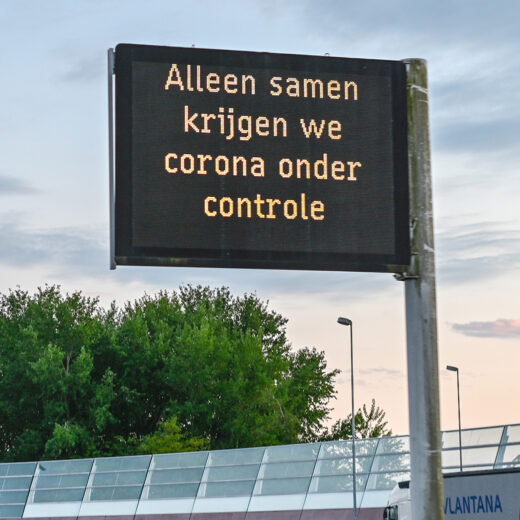 Alleen samen
krijgen we
corona onder
controle
VLANTANA